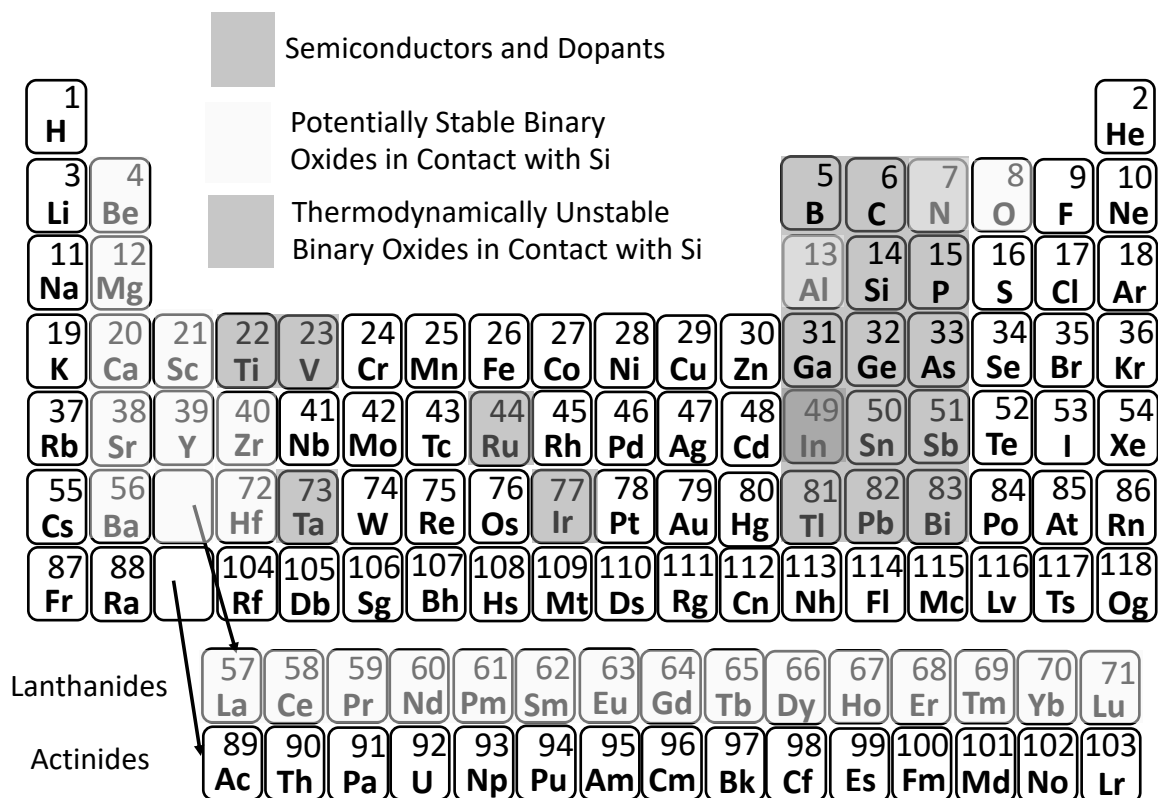 Semiconductors and Dopants
Potentially Stable Binary
Oxides in Contact with Si
Thermodynamically Unstable
Binary Oxides in Contact with Si
1 2
H He
3 4 5 6 7 8 9 10
Li Be B C N O F Ne
11 12 13 14 15 16 17 18
Na Mg Al Si P S Cl Ar
19 20 21 22 23 24 25 26 27 28 29 30 31 32 33 34 35 36
K Ca Sc Ti V Cr Mn Fe Co Ni Cu Zn Ga Ge As Se Br Kr
37 38 39 40 41 42 43 44 45 46 47 48 49 50 51 52 53 54
Rb Sr Y Zr Nb Mo Tc Ru Rh Pd Ag Cd In Sn Sb Te I Xe
55 56 72 73 74 75 76 77 78 79 80 81 82 83 84 85 86
Cs Ba Hf Ta W Re Os Ir Pt Au Hg Tl Pb Bi Po At Rn
87 88 104 105 106 107 108 109 110 111 112 113 114 115 116 117 118
Fr Ra Rf Db Sg Bh Hs Mt Ds Rg Cn Nh Fl Mc Lv Ts Og
Lanthanides
57 58 59 60 61 62 63 64 65 66 67 68 69 70 71
La Ce Pr Nd Pm Sm Eu Gd Tb Dy Ho Er Tm Yb Lu
Actinides
89 90 91 92 93 94 95 96 97 98 99 100 101 102 103
Ac Th Pa U Np Pu Am Cm Bk Cf Es Fm Md No Lr